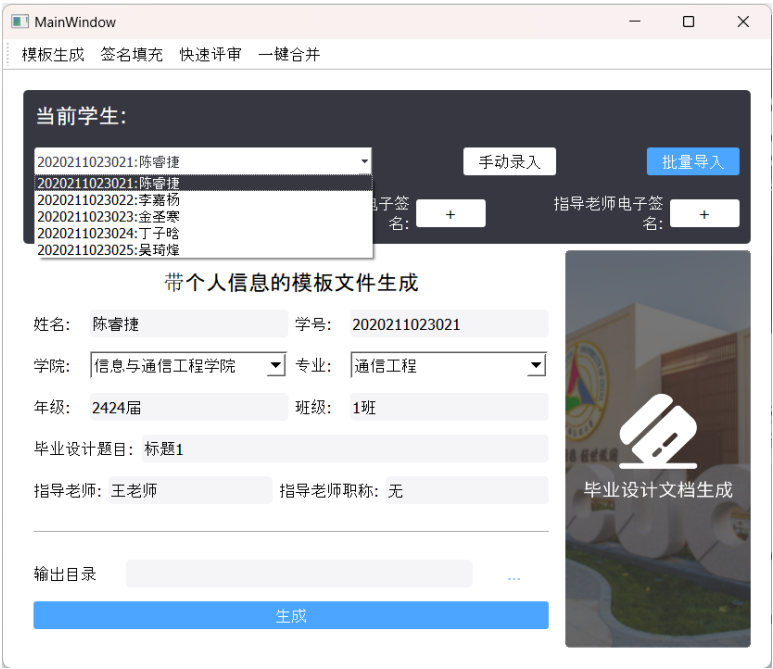 MainWindow
模板生成 签名填充 快速评审 一键合并
当前学生:
2020211023021:陈睿捷
手动录入
批量导入
2020211023021:陈睿捷
2020211023022:李嘉杨
2020211023023:金圣寒
2020211023024:丁子晗
2020211023025:吴琦熢
电子签
名:
+
指导老师电子签
名:
+
带个人信息的模板文件生成
姓名: 陈睿捷 学号: 2020211023021
学院: 信息与通信工程学院 专业: 通信工程
年级: 2424届 班级: 1班
毕业设计题目: 标题1
指导老师: 王老师 指导老师职称: 无
毕业设计文档生成
输出目录 ...
生成